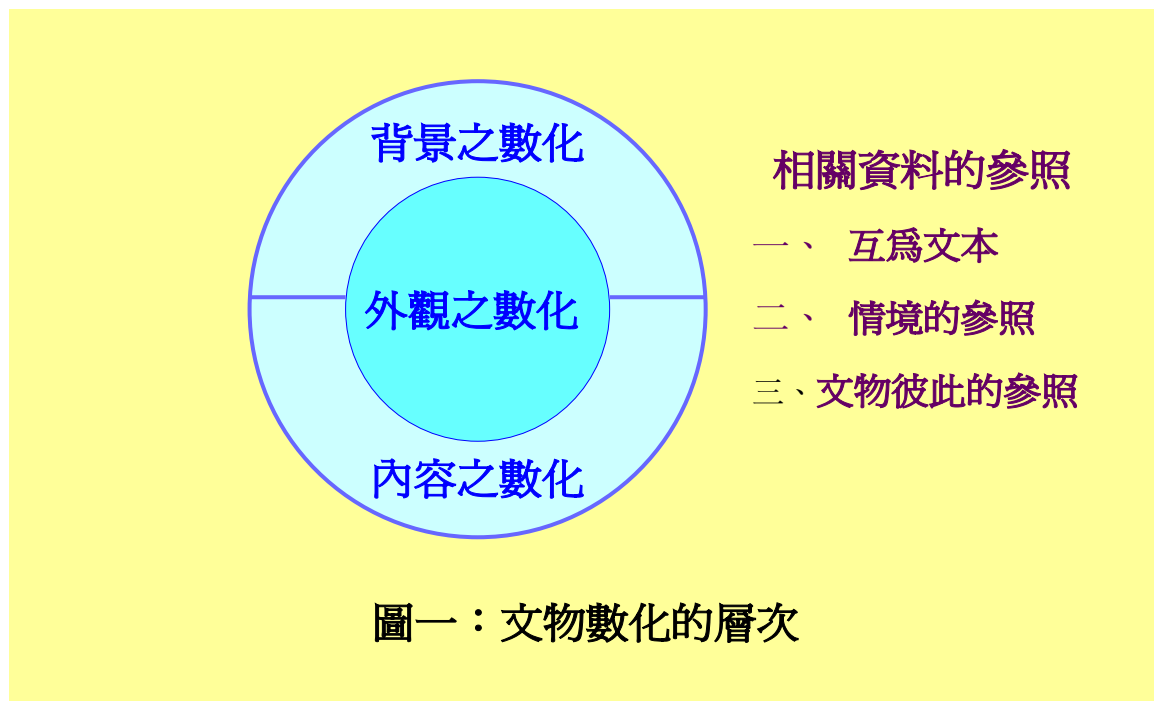 背景之數化
外觀之數化
內容之數化
相關資料的參照
一、 互為文本
二、 情境的參照
三、文物彼此的參照
圖一：文物數化的層次